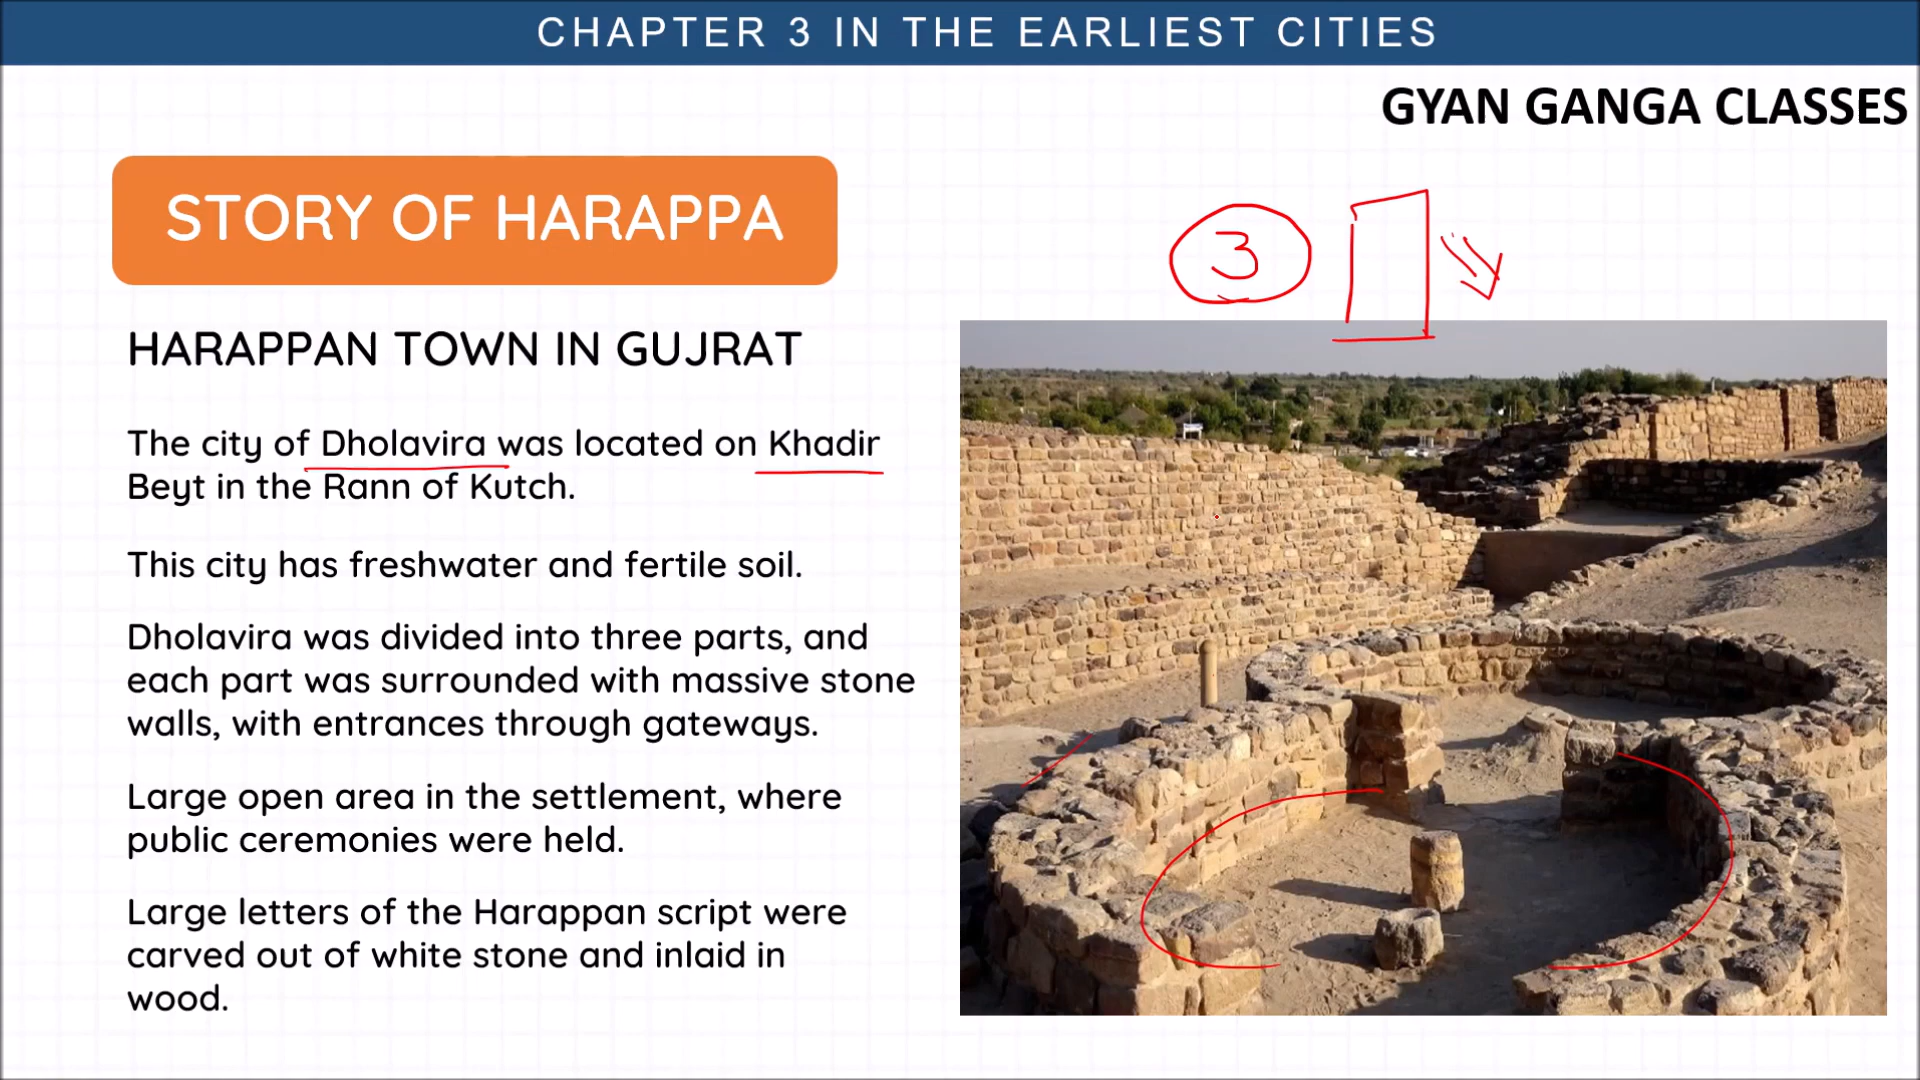 CHAPTER 3 IN THE EARLIEST CITIES
GYAN GANGA CLASSES
STORY OF HARAPPA
3
HARAPPAN TOWN IN GUJRAT
The city of Dholavira was located on Khadir
Beyt in the Rann of Kutch.
This city has freshwater and fertile soil.
Dholavira was divided into three parts, and
each part was surrounded with massive stone
walls, with entrances through gateways.
Large open area in the settlement, where
public ceremonies were held.
Large letters of the Harappan script were
carved out of white stone and inlaid in
wood.